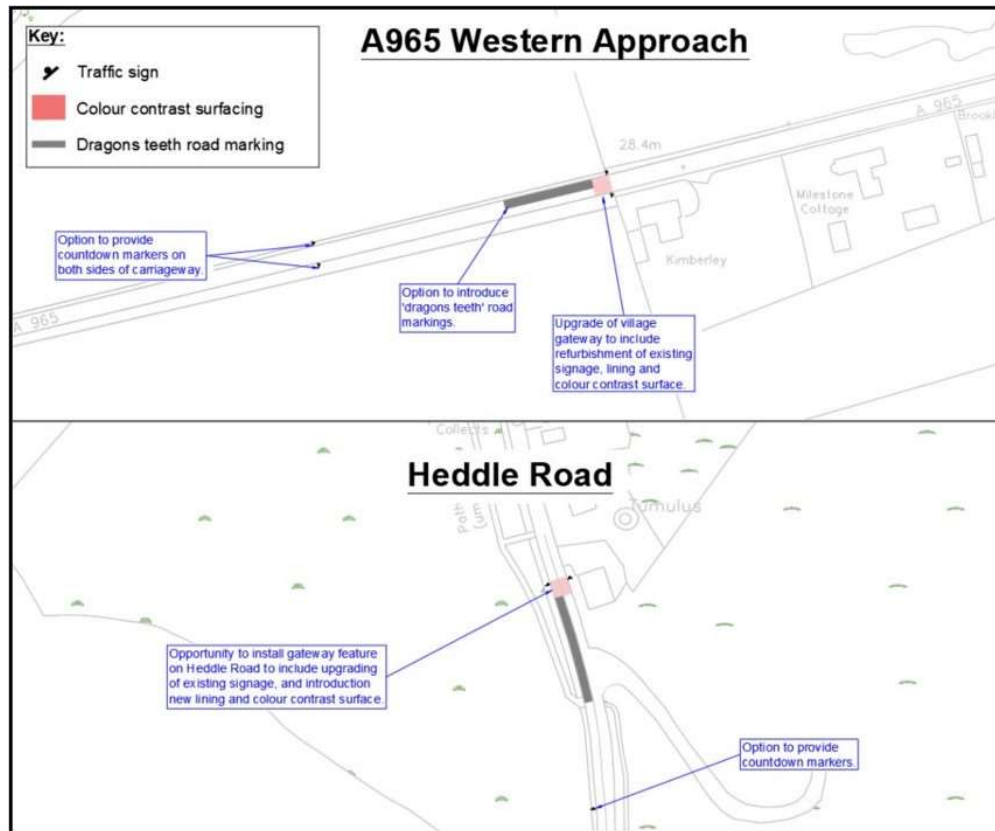 Key:
Traffic sign
Colour contrast surfacing
Dragons teeth road marking
A965 Western Approach
A 965
28.4m
Milestone
Cottage
Kimberley
Option to provide
countdown markers on
both sides of carriageway.
A 965
Option to introduce
'dragons teeth' road
markings.
Upgrade of village
gateway to include
refurbishment of existing
signage, lining and
colour contrast surface.
Collects
Heddle Road
Path
(um
Tumulus
Opportunity to install gateway feature
on Heddle Road to include upgrading
of existing signage, and introduction
new lining and colour contrast surface.
Option to provide
countdown markers.